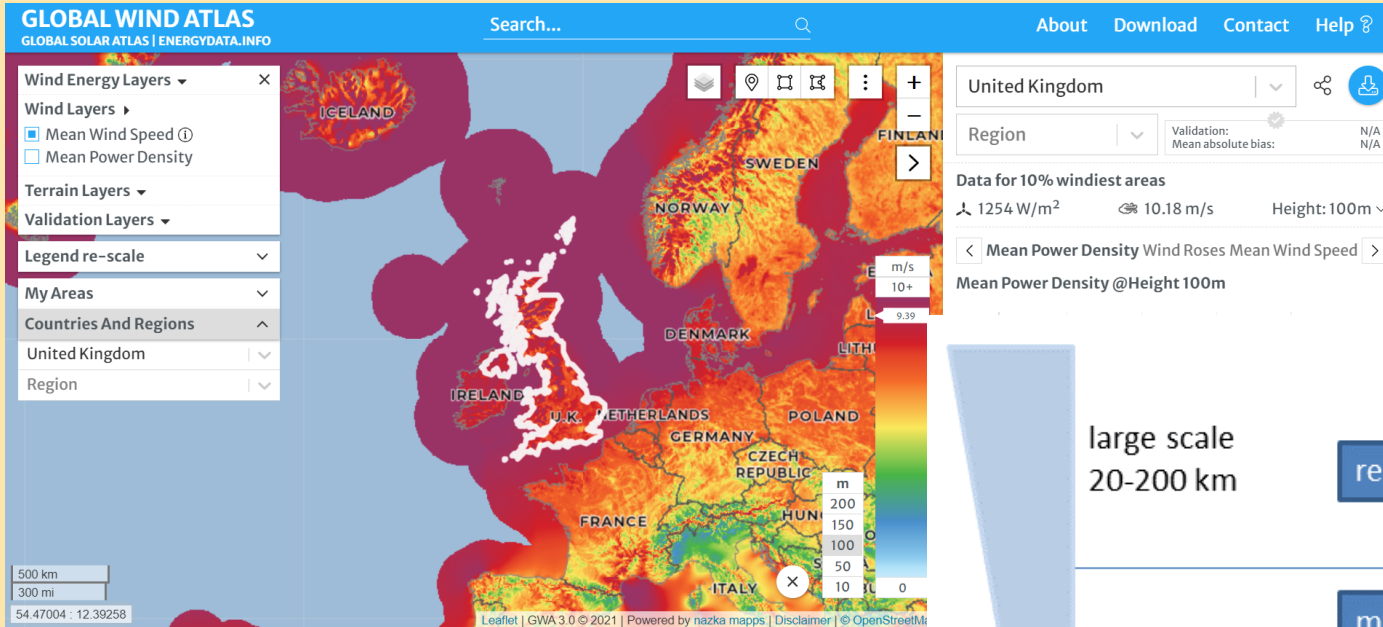 GLOBAL WIND ATLAS
GLOBAL SOLAR ATLAS | ENERGYDATA.INFO
Search...
About Download Contact Help
Wind Energy Layers
Wind Layers
Mean Wind Speed
Mean Power Density
Terrain Layers
Validation Layers
Legend re-scale
My Areas
Countries And Regions
United Kingdom
Region
ICELAND
SWEDEN
NORWAY
DENMARK
IRELAND
U.K.
NETHERLANDS
POLAND
GERMANY
CZECH
REPUBLIC
FRANCE
ITALY
m/s
10+
9.39
0
m
200
150
100
50
10
500 km
300 mi
54.47004 : 12.39258
Leaflet | GWA 3.0 © 2021 | Powered by nazka mapps | Disclaimer | ©
United Kingdom
Region
Validation: N/A
Mean absolute bias: N/A
Data for 10% windiest areas
1254 W/m² 10.18 m/s Height: 100m
Mean Power Density Wind Roses Mean Wind Speed
Mean Power Density @Height 100m
large scale
20-200 km
re